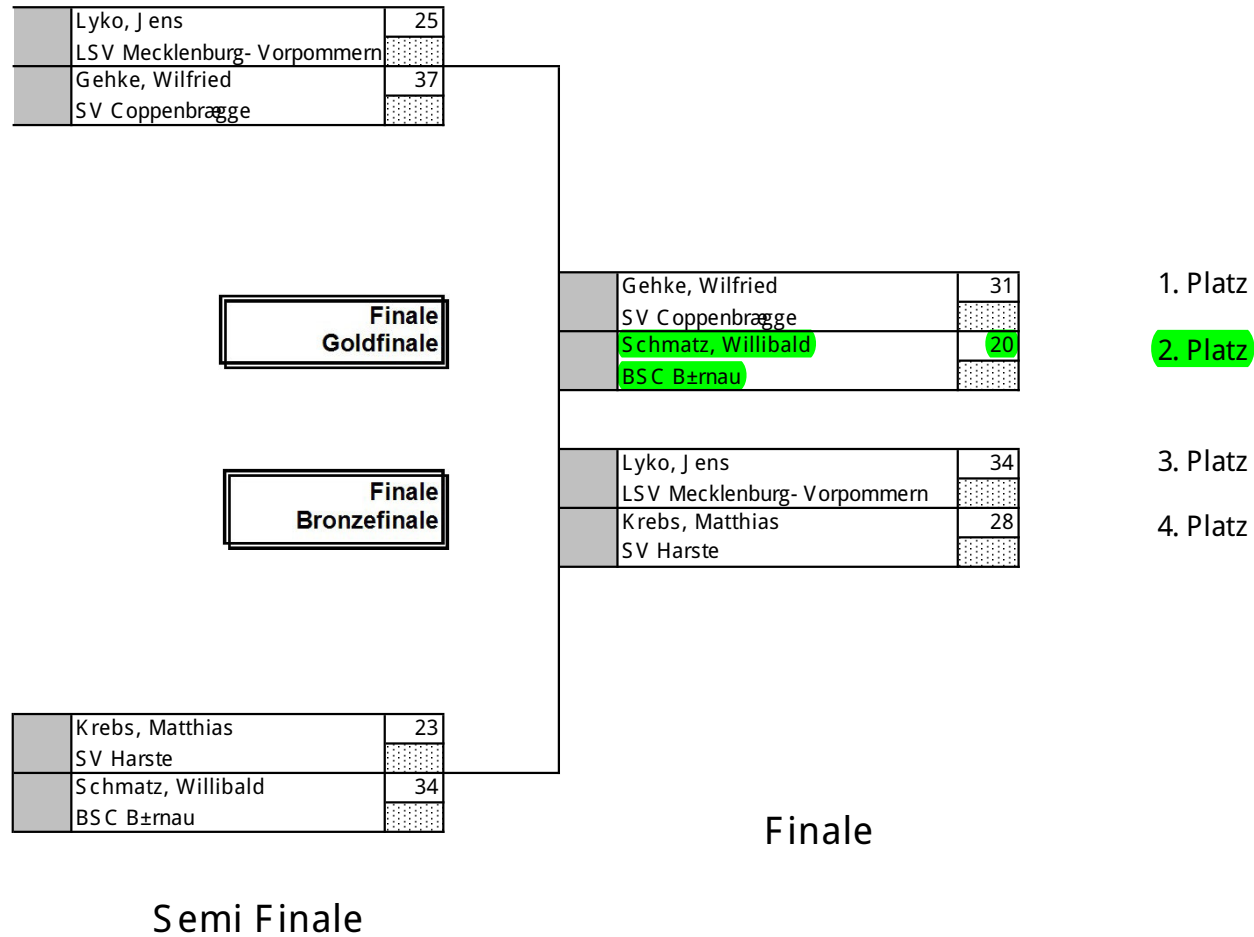 Lyko, Jens 25
LSV Mecklenburg- Vorpommern
Gehke, Wilfried 37
SV Coppenbrægge
Gehke, Wilfried 31 1. Platz
SV Coppenbrægge
Finale
Goldfinale
Schmatz, Willibald 20 2. Platz
BSC B±rnau
Lyko, Jens 34 3. Platz
LSV Mecklenburg- Vorpommern
Finale
Bronzefinale
Krebs, Matthias 28 4. Platz
SV Harste
Krebs, Matthias 23
SV Harste
Schmatz, Willibald 34
BSC B±rnau
Finale
Semi Finale